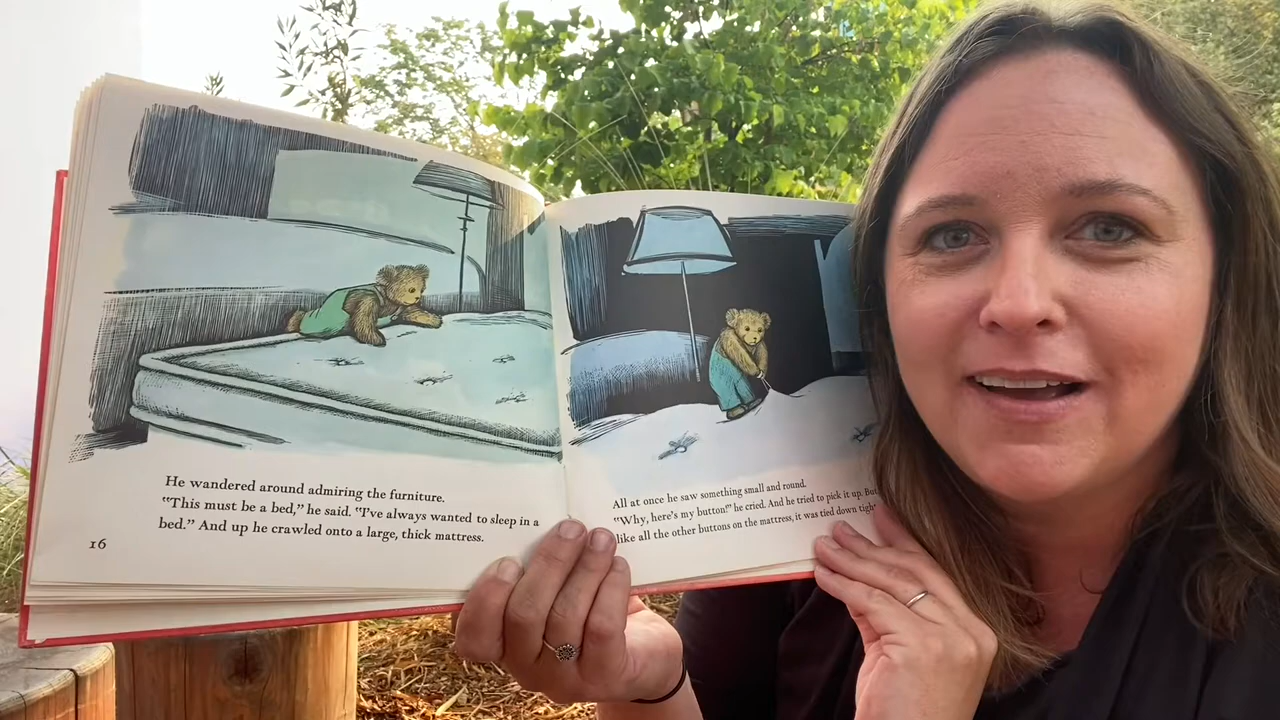 He wandered around admiring the furniture.
"This must be a bed," he said. "I've always wanted to sleep in a
bed." And up he crawled onto a large, thick mattress.
16
All at once he saw something small and round.
"Why, here's my button!" he cried. And he tried to pick it up. But,
like all the other buttons on the mattress, it was tied down tight